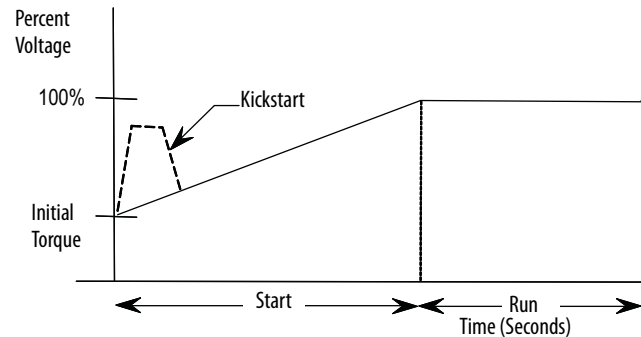 Percent
Voltage
100%
Kickstart
Initial
Torque
Start
Run
Time (Seconds)